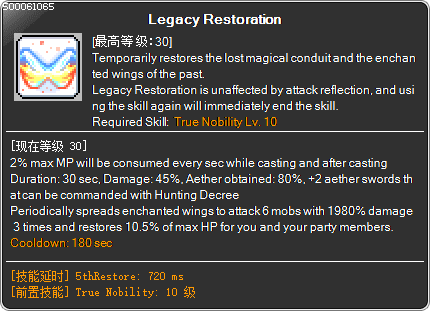 500061065
Legacy Restoration
[最高等级:30]
Temporarily restores the lost magical conduit and the enchan
ted wings of the past.
Legacy Restoration is unaffected by attack reflection, and usi
ng the skill again will immediately end the skill.
Required Skill: True Nobility Lv. 10
[现在等级 30]
2% max MP will be consumed every sec while casting and after casting
Duration: 30 sec, Damage: 45%, Aether obtained: 80%, +2 aether swords th
at can be commanded with Hunting Decree
Periodically spreads enchanted wings to attack 6 mobs with 1980% damage
3 times and restores 10.5% of max HP for you and your party members.
Cooldown: 180 sec
[技能延时] 5thRestore: 720 ms
[前置技能] True Nobility: 10 级